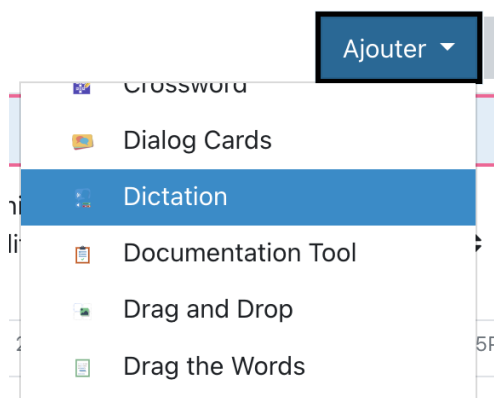 Ajouter
Crossword
Dialog Cards
Dictation
Documentation Tool
Drag and Drop
Drag the Words